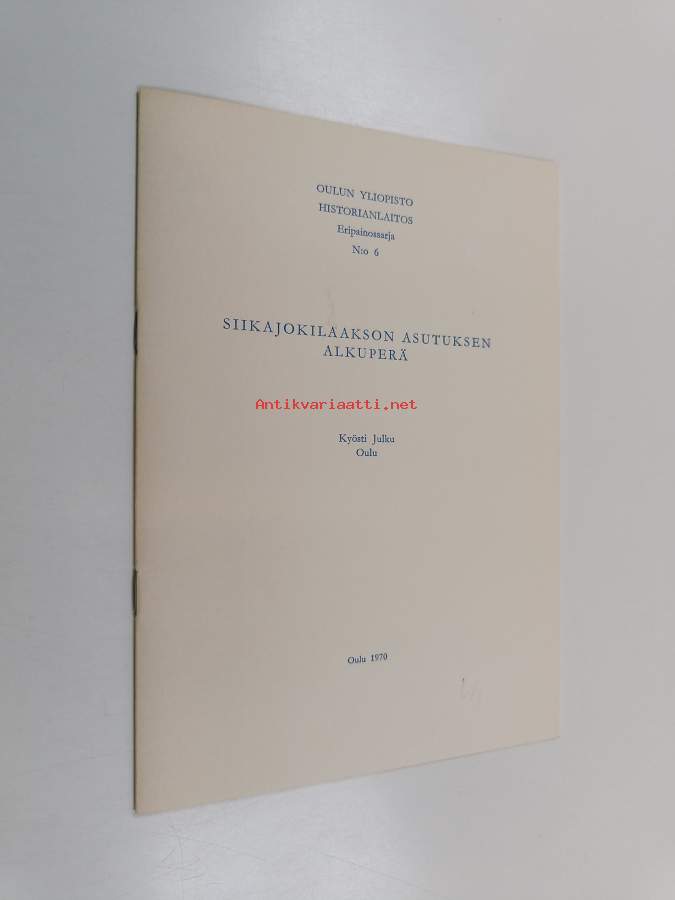 OULUN YLIOPISTO
HISTORIANLAITOS
Eripainossarja
N:o 6
SIIKAJOKILAAKSON ASUTUKSEN
ALKUPERÄ
Antikvariaatti.net
Kyösti Julku
Oulu
Oulu 1970